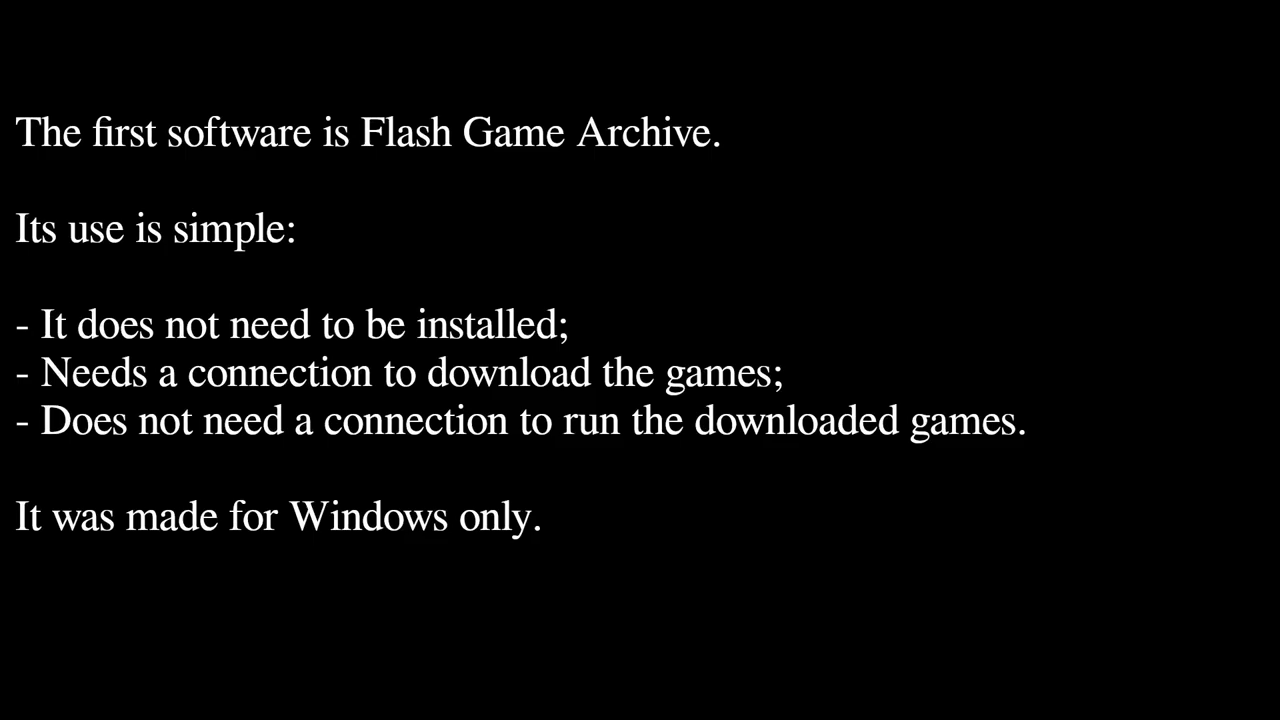 The first software is Flash Game Archive.
Its use is simple:
- It does not need to be installed;
- Needs a connection to download the games;
- Does not need a connection to run the downloaded games.
It was made for Windows only.